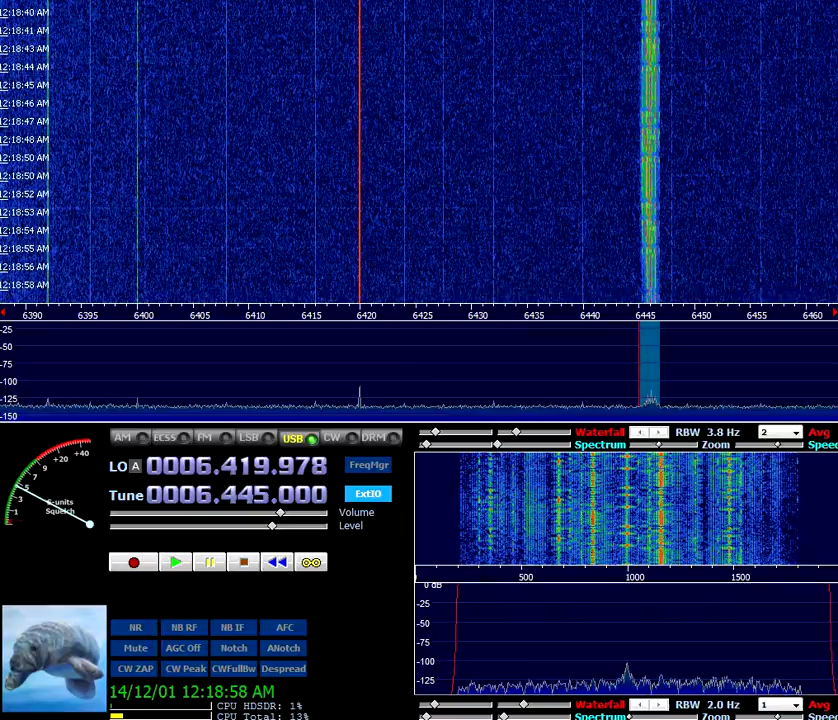 12:18:40 AM
12:18:41 AM
12:18:43 AM
12:18:44 AM
12:18:45 AM
12:18:46 AM
12:18:47 AM
12:18:48 AM
12:18:50 AM
12:18:50 AM
12:18:52 AM
12:18:53 AM
12:18:54 AM
12:18:55 AM
12:18:56 AM
12:18:58 AM
6390 6395 6400 6405 6410 6415 6420 6425 6430 6435 6440 6445 6450 6455 6460
-25
-50
-75
-100
-125
-150
AM ECSS FM LSB USB CW DRM
Waterfall RBW 3.8 Hz 2 Avg
Spectrum Zoom Speed
+20 +40
9
7
5
3
1
S-units
Squelch
LO A 0006.419.978 FreqMgr
Tune 0006.445.000 ExtIO
Volume
Level
500 1000 1500
0 dB
-25
-50
-75
-100
-125
NR NB RF NB IF AFC
Mute AGC Off Notch ANotch
CW ZAP CW Peak CWFullBw Despread
14/12/01 12:18:58 AM
CPU HDSDR: 1%
CPU Total: 13%
Waterfall RBW 2.0 Hz 1 Avg
Spectrum Zoom Speed